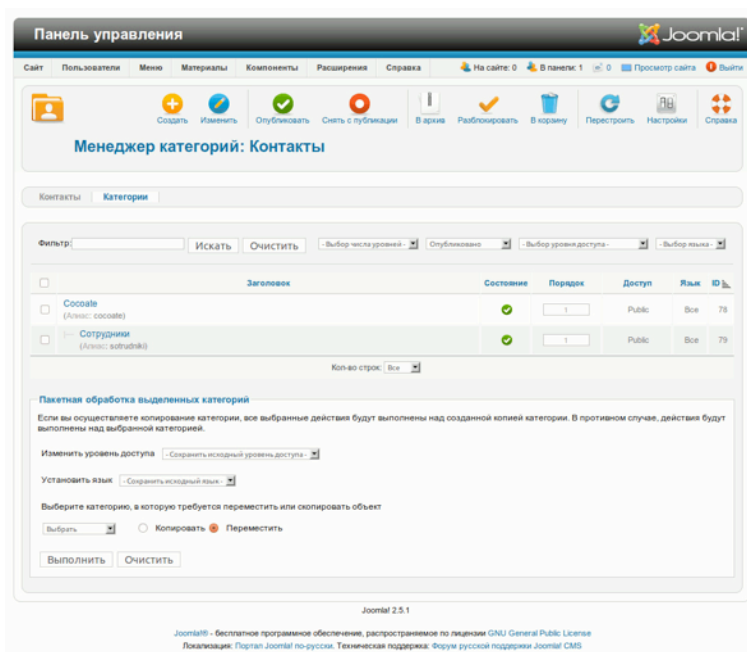 Панель управления
Joomla!
Сайт Пользователи Меню Материалы Компоненты Расширения Справка На сайте: 0 В панели: 1 0 Просмотр сайта Выйти
Создать Изменить Опубликовать Снять с публикации В архив Разблокировать В корзину Перестроить Настройки Справка
Менеджер категорий: Контакты
Контакты Категории
Фильтр: Искать Очистить - Выбор числа уровней - Опубликовано - Выбор уровня доступа - - Выбор языка -
Заголовок Состояние Порядок Доступ Язык ID
Cocoate 1 Public Все 78
(Алиас: cocoate)
Сотрудники 1 Public Все 79
(Алиас: sotrudniki)
Кол-во строк: Все
Пакетная обработка выделенных категорий
Если вы осуществляете копирование категории, все выбранные действия будут выполнены над созданной копией категории. В противном случае, действия будут
выполнены над выбранной категорией.
Изменить уровень доступа - Сохранить исходный уровень доступа -
Установить язык - Сохранить исходный язык -
Выберите категорию, в которую требуется переместить или скопировать объект
Выбрать Копировать Переместить
Выполнить Очистить
Joomla! 2.5.1
Joomla!® - бесплатное программное обеспечение, распространяемое по лицензии GNU General Public License
Локализация: Портал Joomla! по-русски. Техническая поддержка: Форум русской поддержки Joomla! CMS